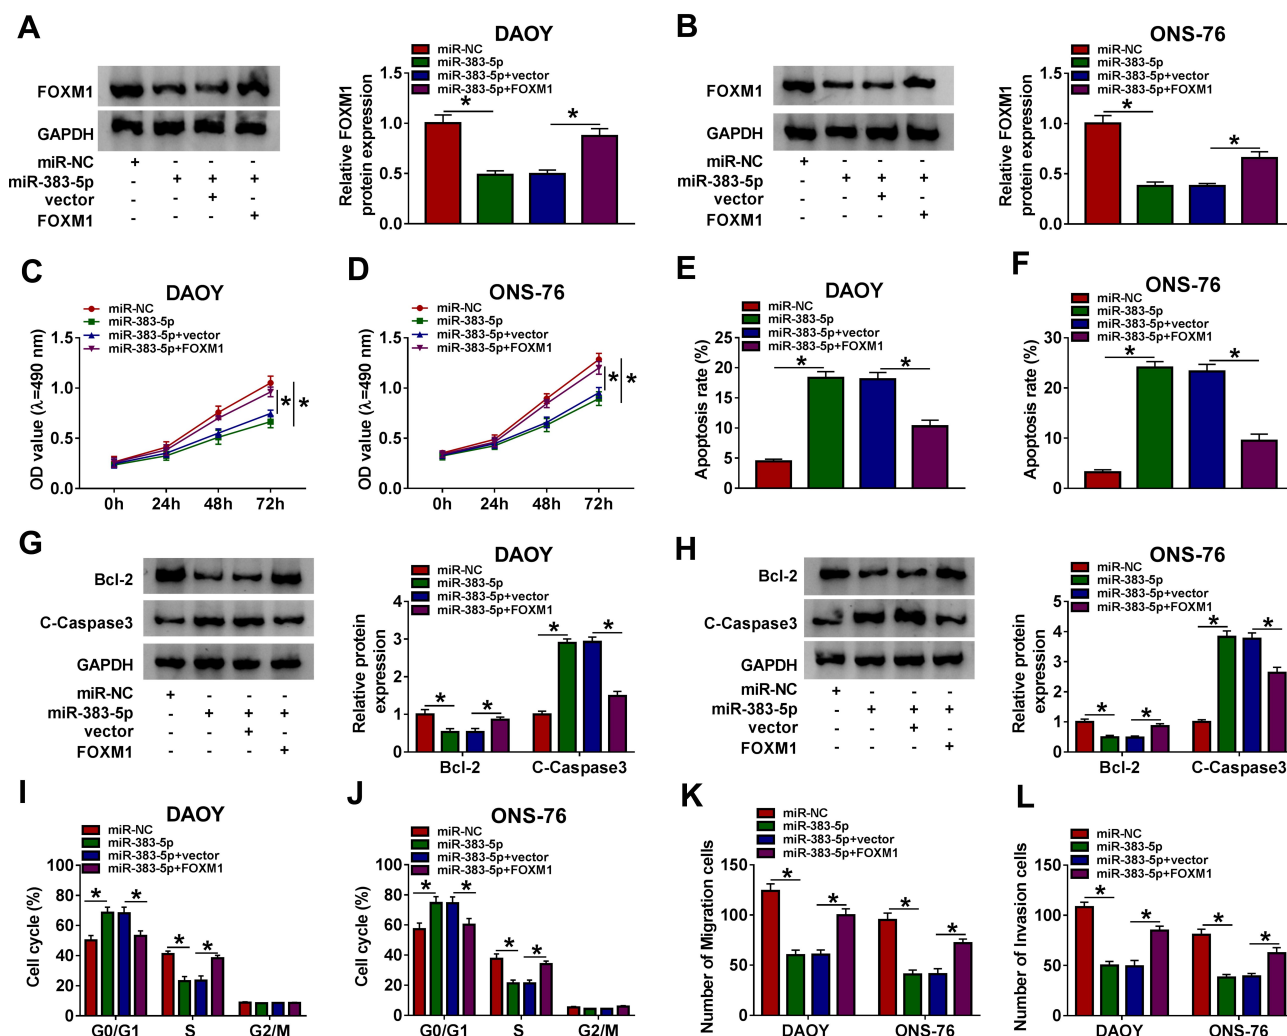 A
FOXM1
GAPDH
miR-NC + - - -
miR-383-5p - + + +
vector - - + -
FOXM1 - - - +
DAOY
miR-NC
miR-383-5p
miR-383-5p+vector
miR-383-5p+FOXM1
Relative FOXM1
protein expression
1.5
1.0
0.5
0.0
* *
B
FOXM1
GAPDH
miR-NC + - - -
miR-383-5p - + + +
vector - - + -
FOXM1 - - - +
ONS-76
miR-NC
miR-383-5p
miR-383-5p+vector
miR-383-5p+FOXM1
Relative FOXM1
protein expression
1.5
1.0
0.5
0.0
* *
C
DAOY
miR-NC
miR-383-5p
miR-383-5p+vector
miR-383-5p+FOXM1
OD value (λ=490 nm)
1.5
1.0
0.5
0.0
* *
0h 24h 48h 72h
D
ONS-76
miR-NC
miR-383-5p
miR-383-5p+vector
miR-383-5p+FOXM1
OD value (λ=490 nm)
1.5
1.0
0.5
0.0
* *
0h 24h 48h 72h
E
DAOY
miR-NC
miR-383-5p
miR-383-5p+vector
miR-383-5p+FOXM1
Apoptosis rate (%)
25
20
15
10
5
0
* *
F
ONS-76
miR-NC
miR-383-5p
miR-383-5p+vector
miR-383-5p+FOXM1
Apoptosis rate (%)
30
20
10
0
* *
G
Bcl-2
C-Caspase3
GAPDH
miR-NC + - - -
miR-383-5p - + + +
vector - - + -
FOXM1 - - - +
DAOY
miR-NC
miR-383-5p
miR-383-5p+vector
miR-383-5p+FOXM1
Relative protein
expression
4
3
2
1
0
* * * *
Bcl-2 C-Caspase3
H
Bcl-2
C-Caspase3
GAPDH
miR-NC + - - -
miR-383-5p - + + +
vector - - + -
FOXM1 - - - +
ONS-76
miR-NC
miR-383-5p
miR-383-5p+vector
miR-383-5p+FOXM1
Relative protein
expression
5
4
3
2
1
0
* * * *
Bcl-2 C-Caspase3
I
DAOY
miR-NC
miR-383-5p
miR-383-5p+vector
miR-383-5p+FOXM1
Cell cycle (%)
100
80
60
40
20
0
* * * *
G0/G1 S G2/M
J
ONS-76
miR-NC
miR-383-5p
miR-383-5p+vector
miR-383-5p+FOXM1
Cell cycle (%)
100
80
60
40
20
0
* * * *
G0/G1 S G2/M
K
miR-NC
miR-383-5p
miR-383-5p+vector
miR-383-5p+FOXM1
Number of Migration cells
150
100
50
0
* * * *
DAOY ONS-76
L
miR-NC
miR-383-5p
miR-383-5p+vector
miR-383-5p+FOXM1
Number of Invasion cells
150
100
50
0
* * * *
DAOY ONS-76